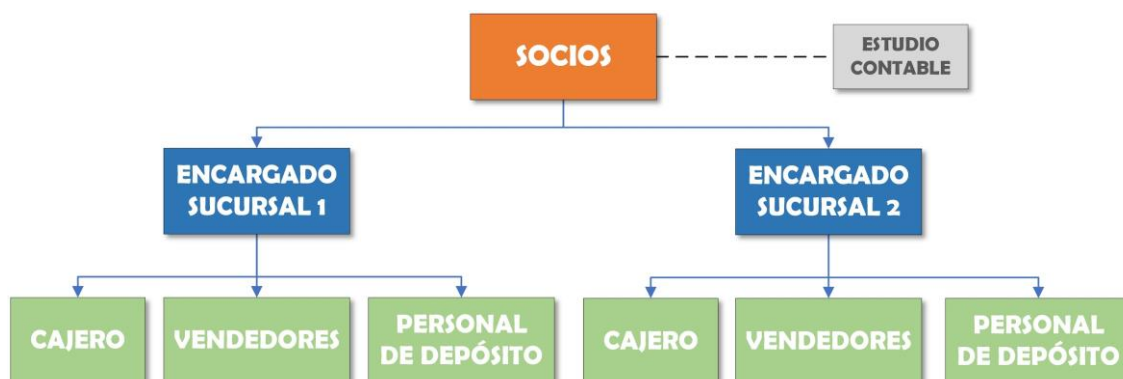 SOCIOS
ESTUDIO
CONTABLE
ENCARGADO
SUCURSAL 1
ENCARGADO
SUCURSAL 2
CAJERO
VENDEDORES
PERSONAL
DE DEPÓSITO
CAJERO
VENDEDORES
PERSONAL
DE DEPÓSITO